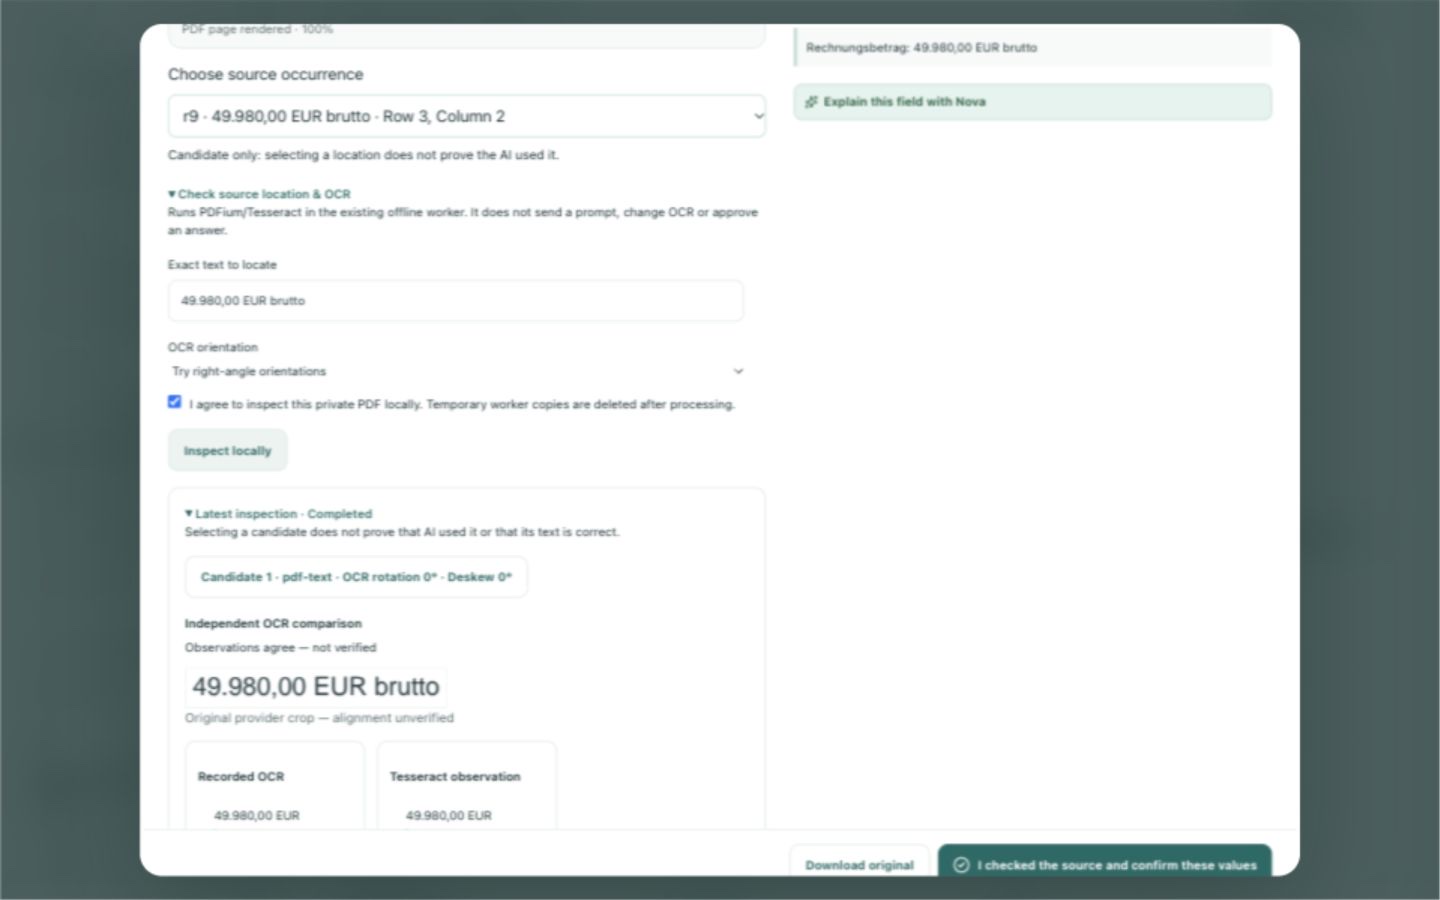 PDF page rendered · 100%
Choose source occurrence
r9 · 49.980,00 EUR brutto · Row 3, Column 2
Candidate only: selecting a location does not prove the AI used it.
▼Check source location & OCR
Runs PDFium/Tesseract in the existing offline worker. It does not send a prompt, change OCR or approve
an answer.
Exact text to locate
49.980,00 EUR brutto
OCR orientation
Try right-angle orientations
I agree to inspect this private PDF locally. Temporary worker copies are deleted after processing.
Inspect locally
▼Latest inspection · Completed
Selecting a candidate does not prove that AI used it or that its text is correct.
Candidate 1 · pdf-text · OCR rotation 0° · Deskew 0°
Independent OCR comparison
Observations agree — not verified
49.980,00 EUR brutto
Original provider crop — alignment unverified
Recorded OCR
49.980,00 EUR
Tesseract observation
49.980,00 EUR
Rechnungsbetrag: 49.980,00 EUR brutto
Explain this field with Nova
Download original
I checked the source and confirm these values